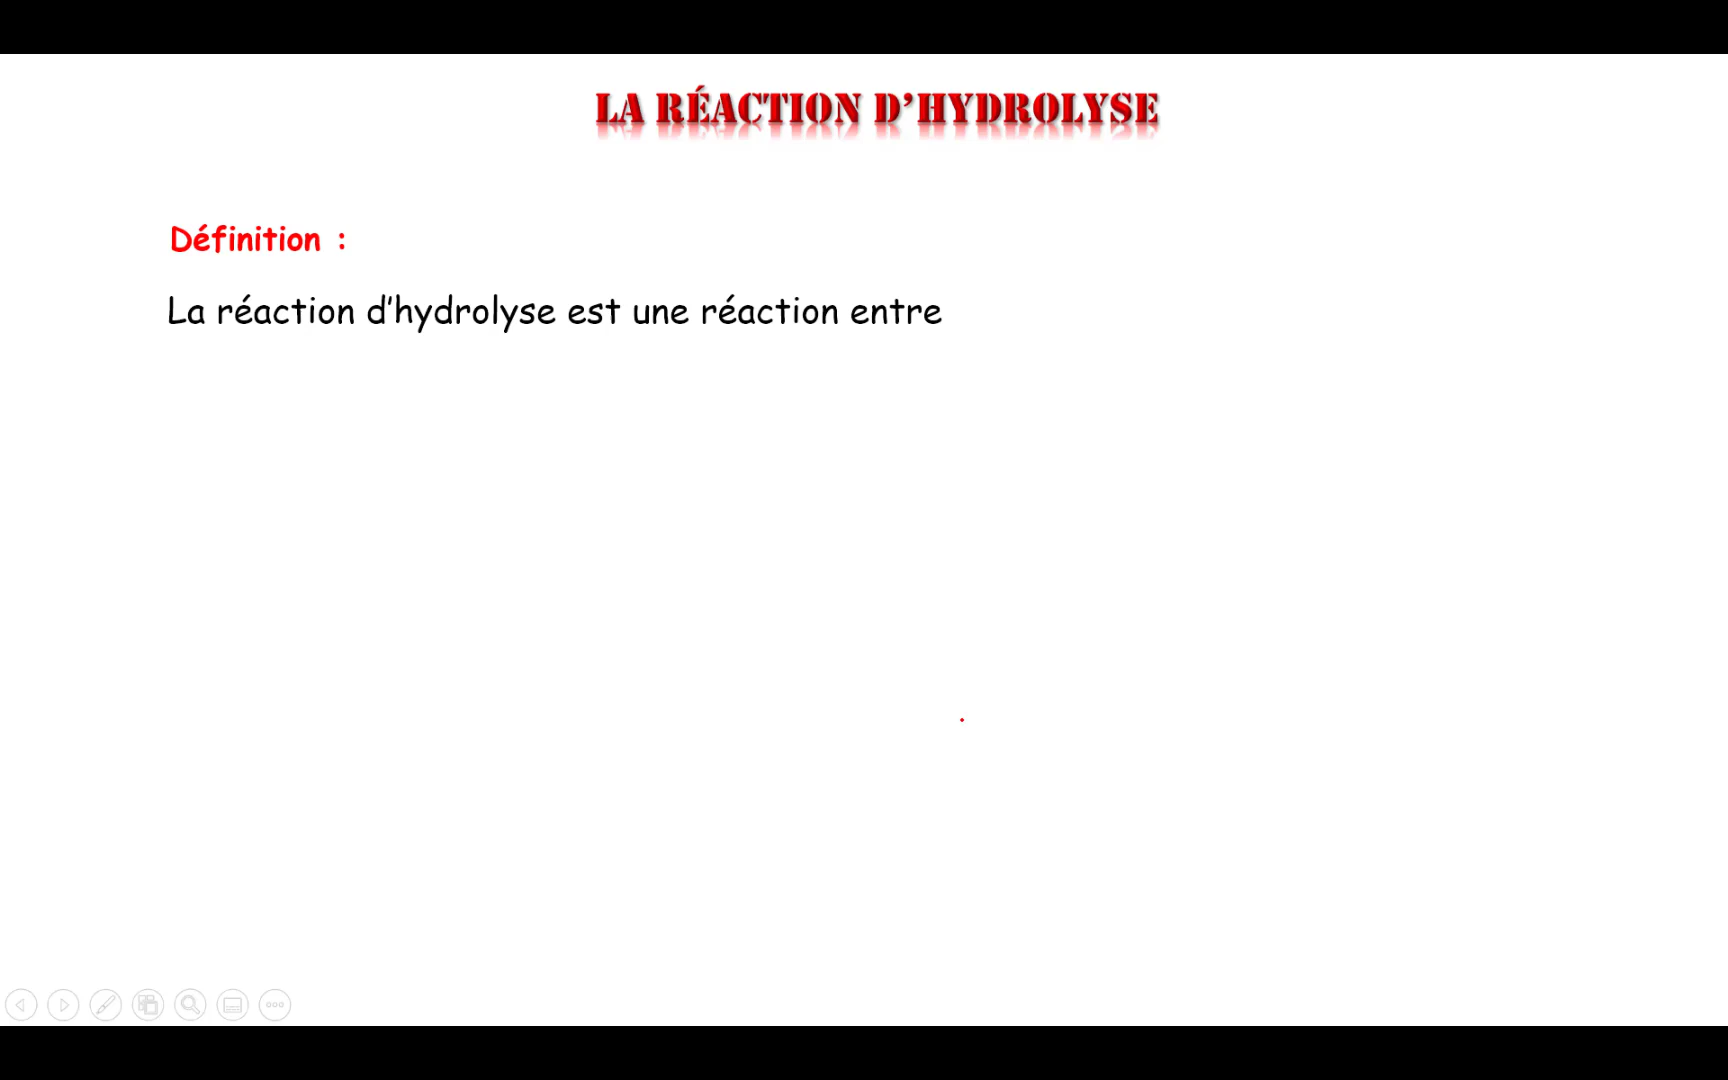 LA RÉACTION D’HYDROLYSE
Définition :
La réaction d’hydrolyse est une réaction entre